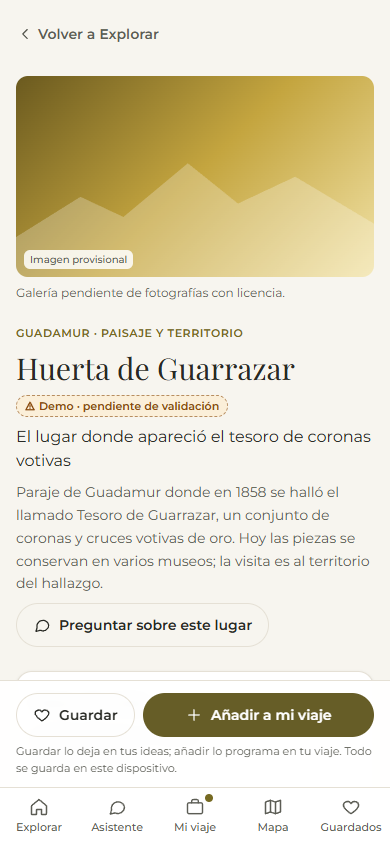 Volver a Explorar
Imagen provisional
Galería pendiente de fotografías con licencia.
GUADAMUR · PAISAJE Y TERRITORIO
Huerta de Guarrazar
Demo · pendiente de validación
El lugar donde apareció el tesoro de coronas
votivas
Paraje de Guadamur donde en 1858 se halló el
llamado Tesoro de Guarrazar, un conjunto de
coronas y cruces votivas de oro. Hoy las piezas se
conservan en varios museos; la visita es al territorio
del hallazgo.
Preguntar sobre este lugar
Guardar
Añadir a mi viaje
Guardar lo deja en tus ideas; añadir lo programa en tu viaje. Todo
se guarda en este dispositivo.
Explorar
Asistente
Mi viaje
Mapa
Guardados